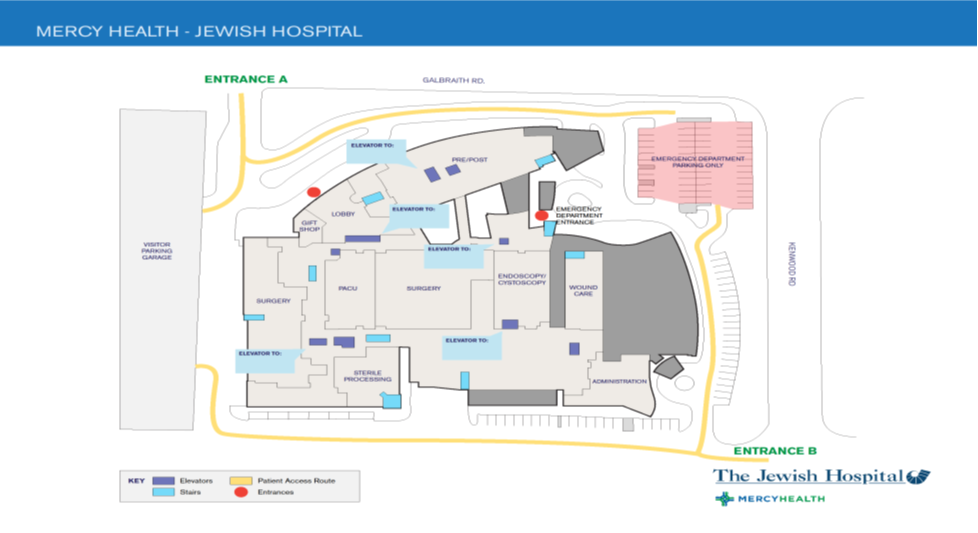 MERCY HEALTH - JEWISH HOSPITAL
ENTRANCE A
GALBRAITH RD.
ELEVATOR TO:
PRE/POST
EMERGENCY DEPARTMENT
PARKING ONLY
LOBBY
ELEVATOR TO:
EMERGENCY
DEPARTMENT
ENTRANCE
GIFT
SHOP
VISITOR
PARKING
GARAGE
ELEVATOR TO:
KENWOOD RD
ENDOSCOPY/
CYSTOSCOPY
SURGERY
PACU
SURGERY
WOUND
CARE
ELEVATOR TO:
ELEVATOR TO:
STERILE
PROCESSING
ADMINISTRATION
ENTRANCE B
KEY
Elevators
Patient Access Route
Stairs
Entrances
The Jewish Hospital
MERCYHEALTH